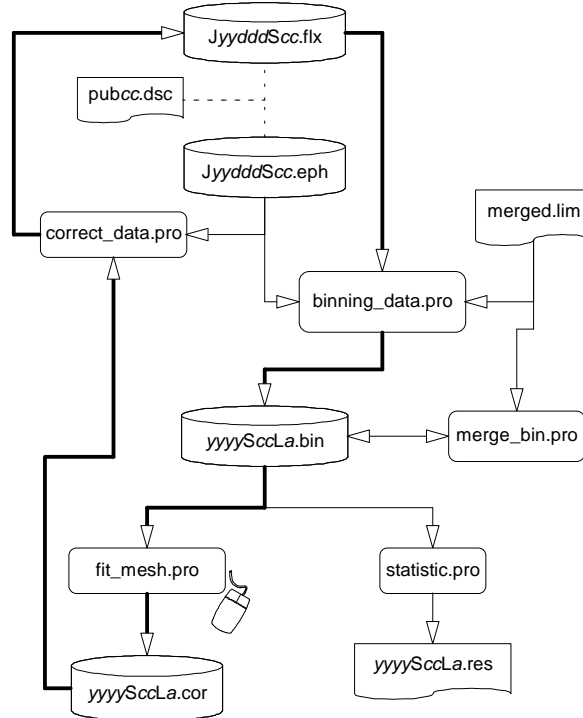 JyydddScc.flx
pubcc.dsc
JyydddScc.eph
merged.lim
correct_data.pro
binning_data.pro
yyyySccLa.bin
merge_bin.pro
fit_mesh.pro
statistic.pro
yyyySccLa.cor
yyyySccLa.res